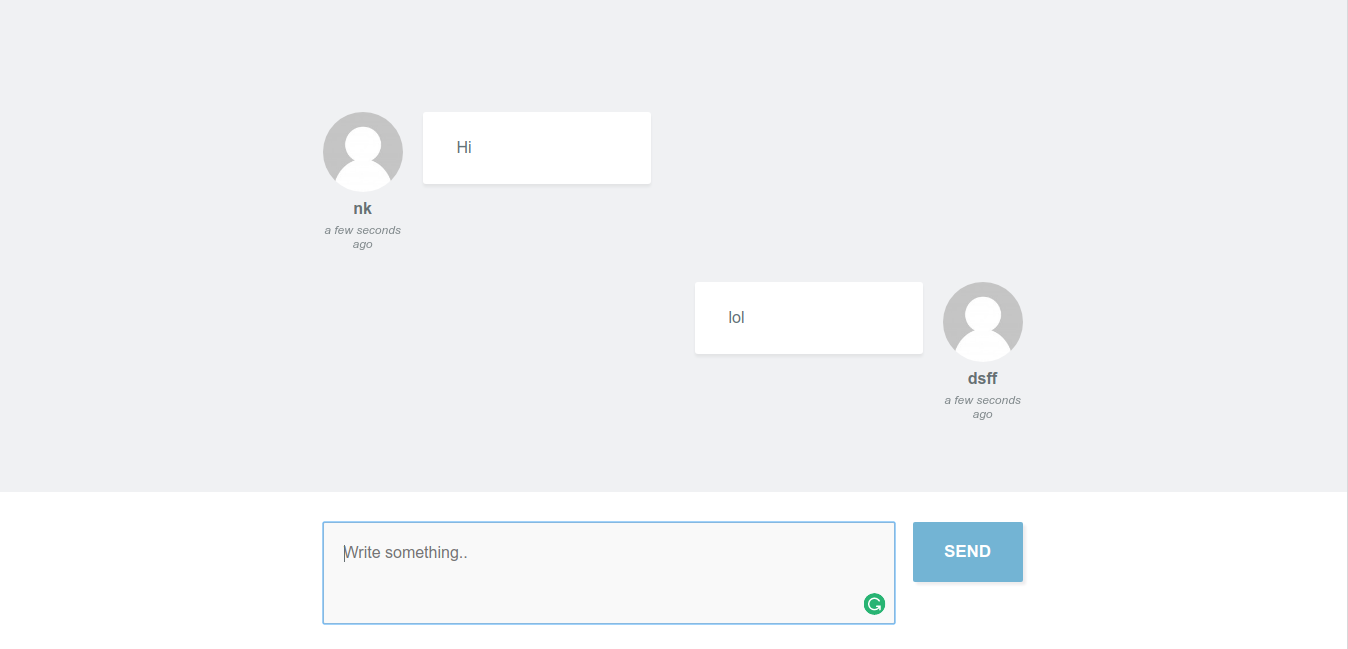 Hi
nk
a few seconds
ago
lol
dsff
a few seconds
ago
Write something..
SEND